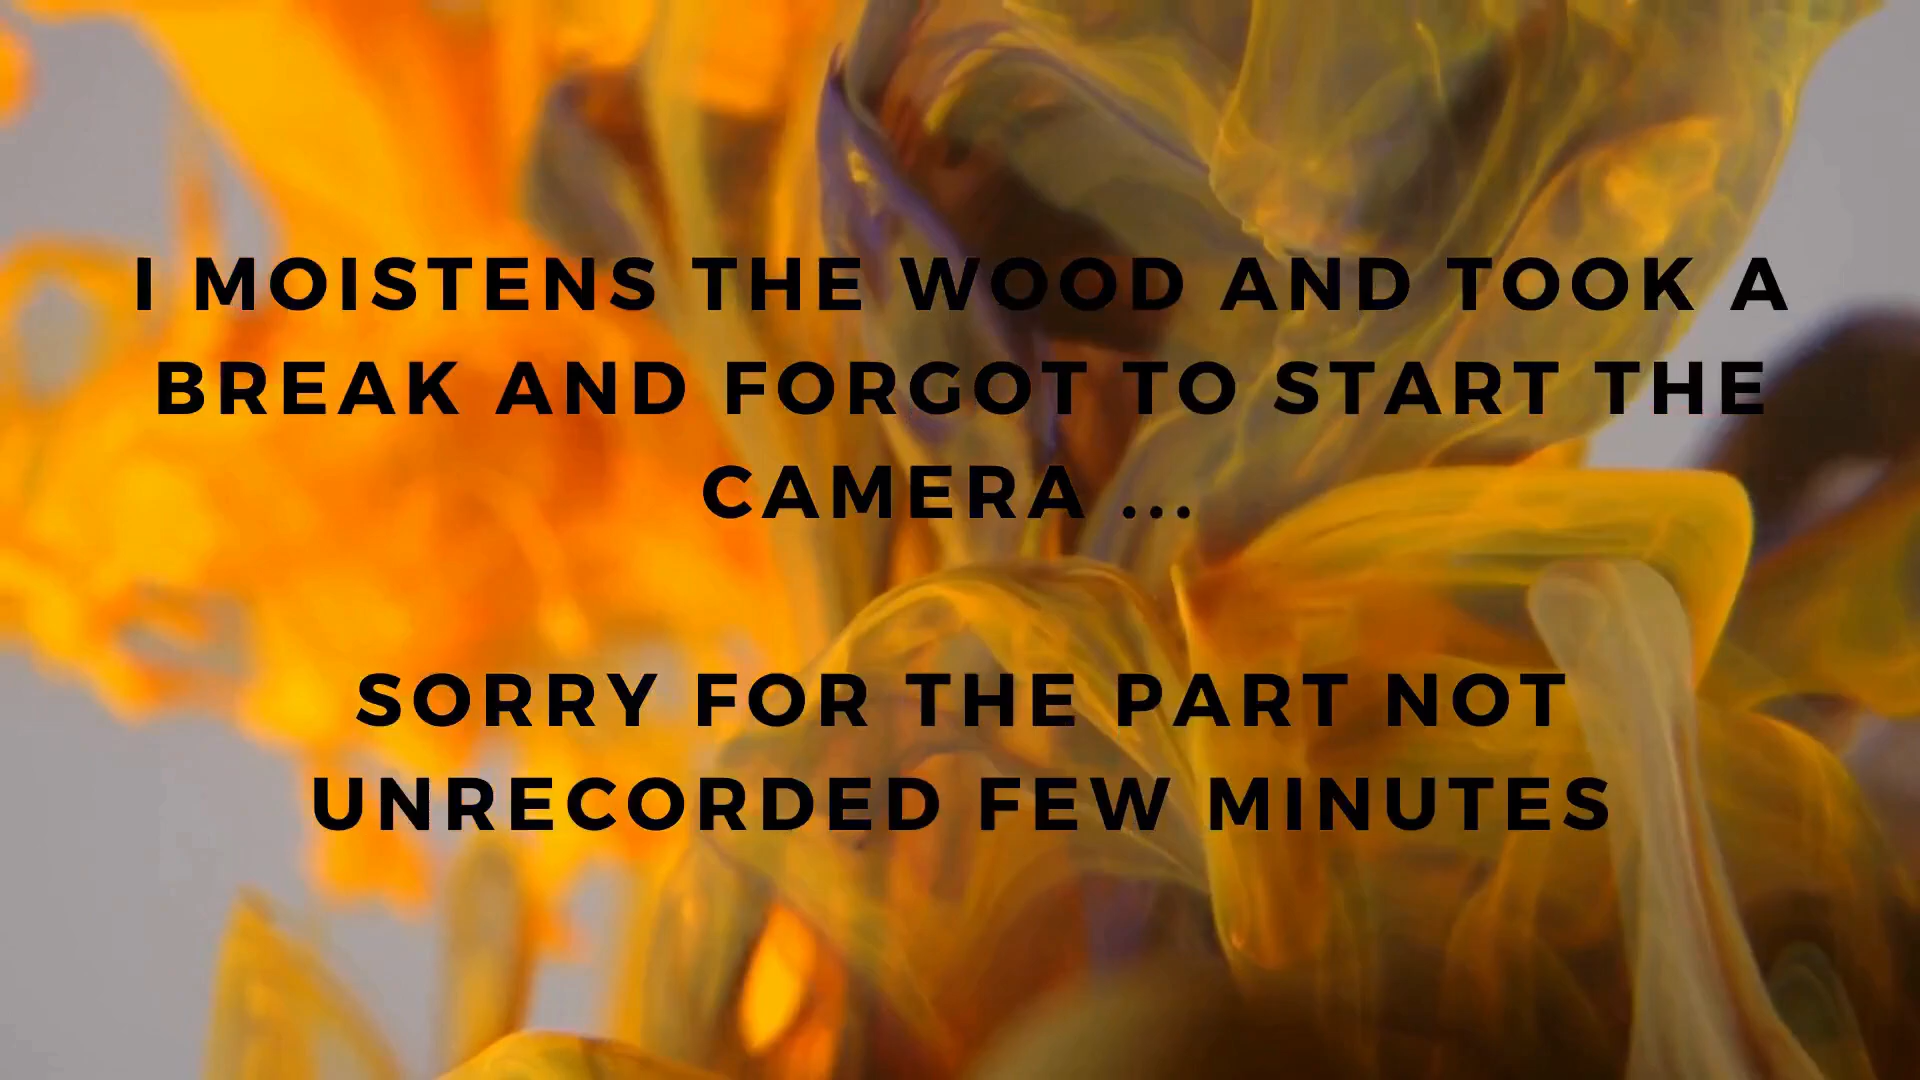 I MOISTENS THE WOOD AND TOOK A
BREAK AND FORGOT TO START THE
CAMERA ...
SORRY FOR THE PART NOT
UNRECORDED FEW MINUTES